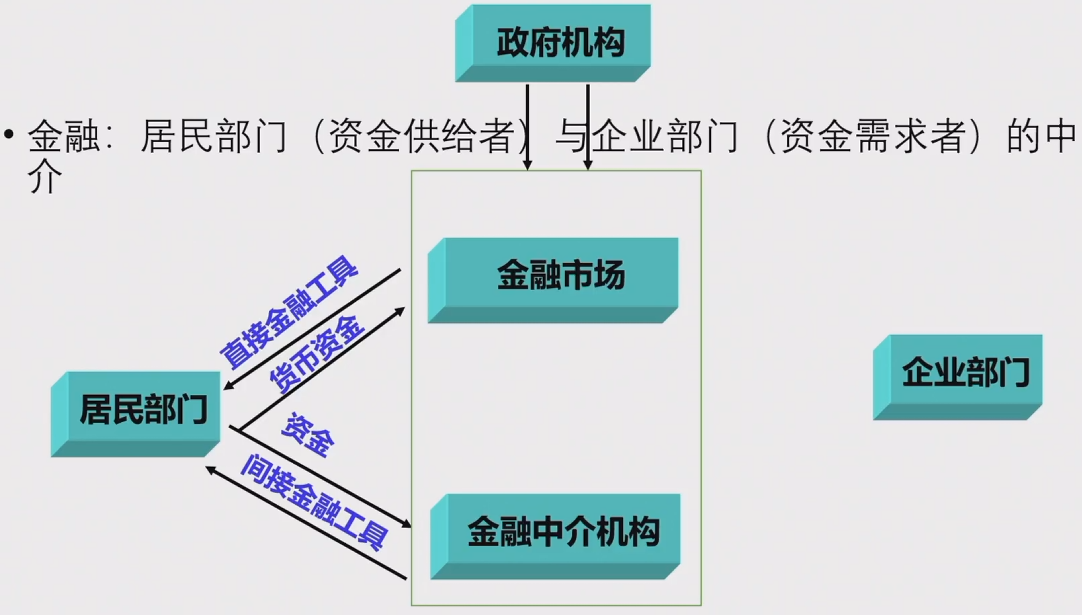 政府机构
• 金融：居民部门（资金供给者）与企业部门（资金需求者）的中
介
金融市场
直接金融工具
货币资金
企业部门
居民部门
资金
间接金融工具
金融中介机构